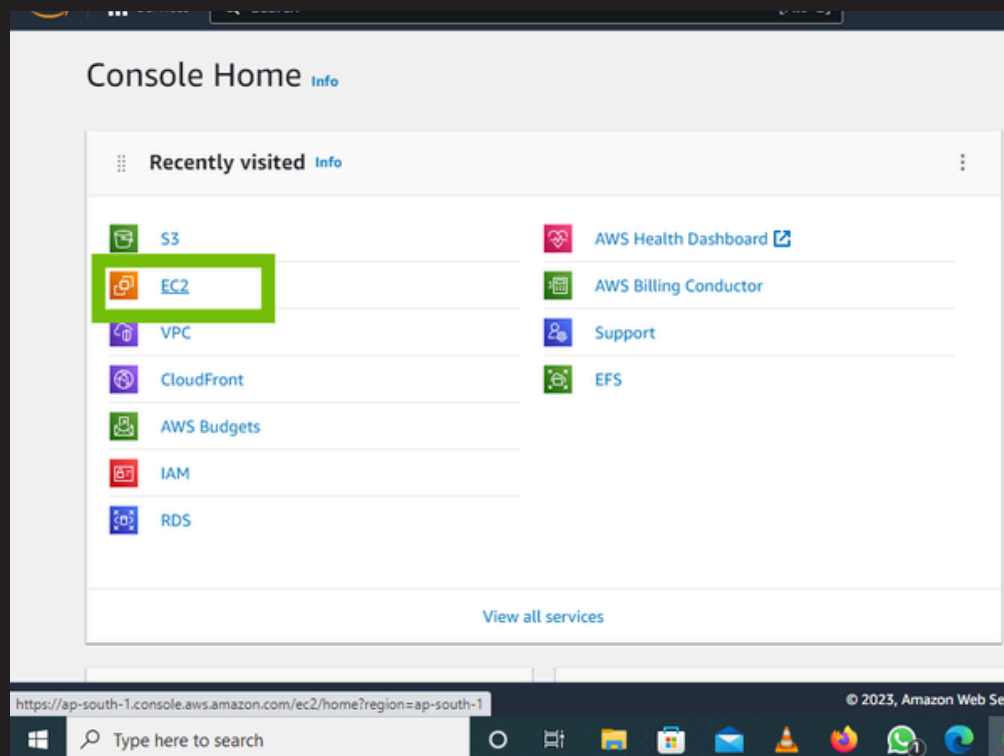 Console Home Info
Recently visited Info
S3
EC2
VPC
CloudFront
AWS Budgets
IAM
RDS
AWS Health Dashboard
AWS Billing Conductor
Support
EFS
View all services
https://ap-south-1.console.aws.amazon.com/ec2/home?region=ap-south-1
© 2023, Amazon Web Se
Type here to search
1